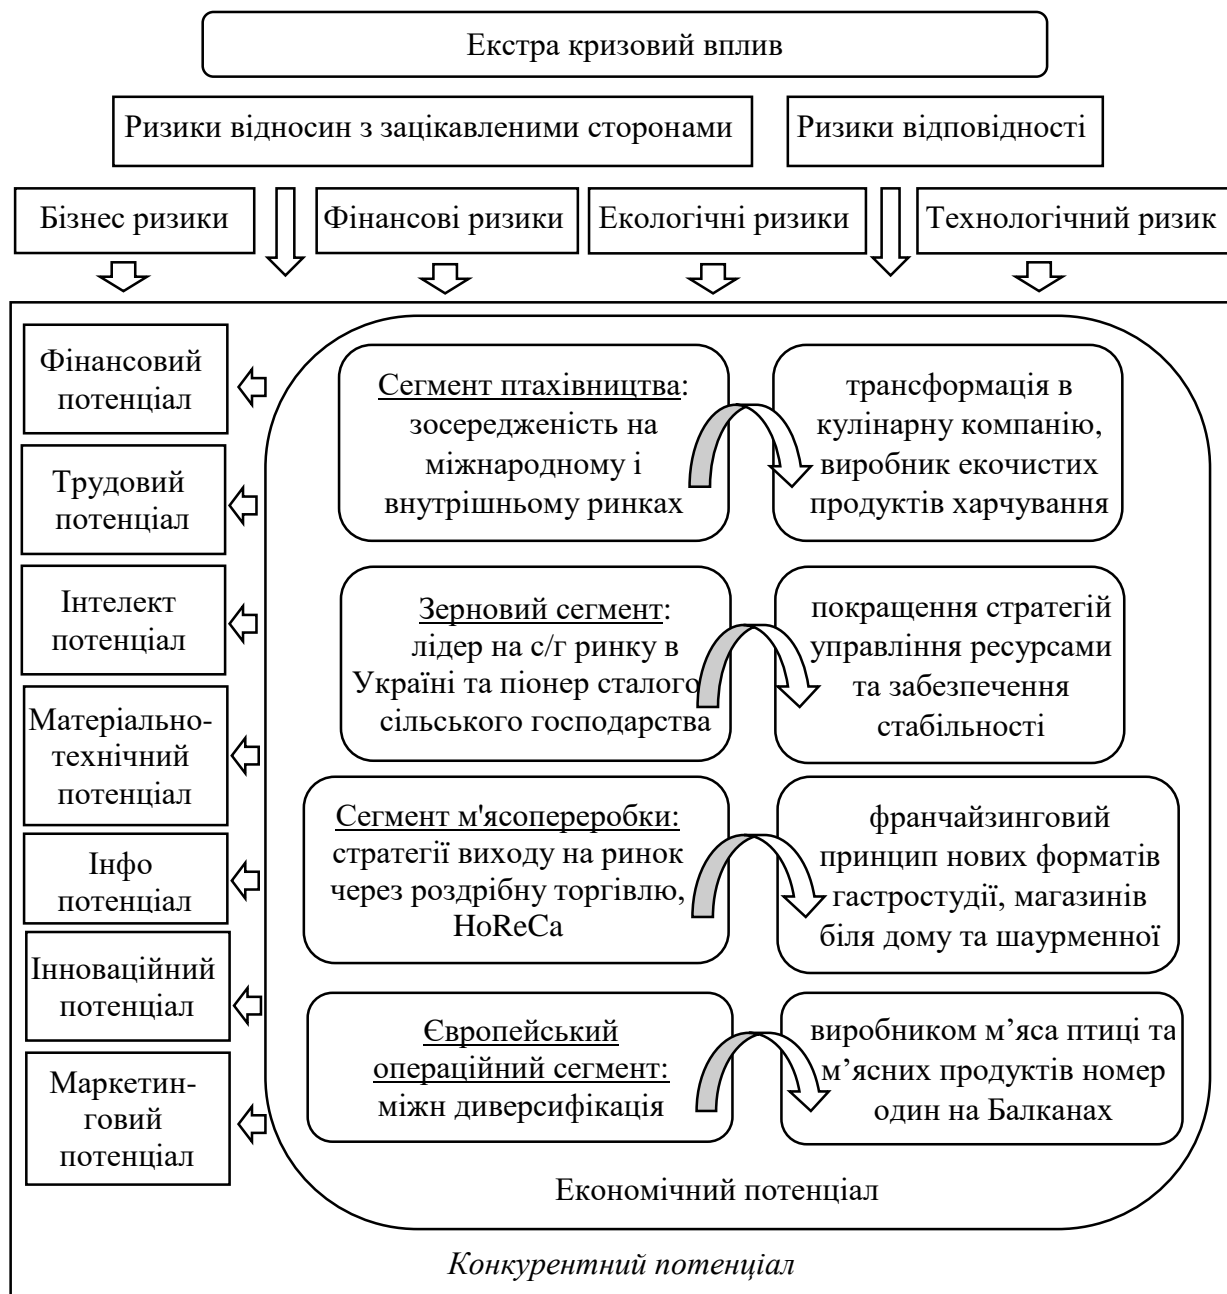 Екстра кризовий вплив
Ризики відносин з зацікавленими сторонами
Ризики відповідності
Бізнес ризики
Фінансові ризики
Екологічні ризики
Технологічний ризик
Фінансовий
потенціал
Трудовий
потенціал
Інтелект
потенціал
Матеріально-
технічний
потенціал
Інфо
потенціал
Інноваційний
потенціал
Маркетин-
говий
потенціал
Сегмент птахівництва:
зосередженість на
міжнародному і
внутрішньому ринках
трансформація в
кулінарну компанію,
виробник екочистих
продуктів харчування
Зерновий сегмент:
лідер на с/г ринку в
Україні та піонер сталого
сільського господарства
покращення стратегій
управління ресурсами
та забезпечення
стабільності
Сегмент м'ясопереробки:
стратегії виходу на ринок
через роздрібну торгівлю,
HoReCa
франчайзинговий
принцип нових форматів
гастростудії, магазинів
біля дому та шаурменної
Європейський
операційний сегмент:
міжн диверсифікація
виробником м’яса птиці та
м’ясних продуктів номер
один на Балканах
Економічний потенціал
Конкурентний потенціал